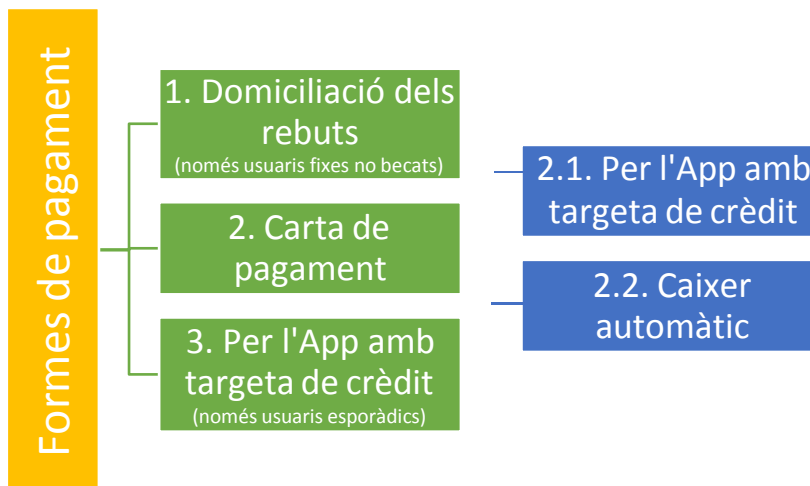 Formes de pagament
1. Domiciliació dels
rebuts
(només usuaris fixes no becats)
2. Carta de
pagament
3. Per l'App amb
targeta de crèdit
(només usuaris esporàdics)
2.1. Per l'App amb
targeta de crèdit
2.2. Caixer
automàtic